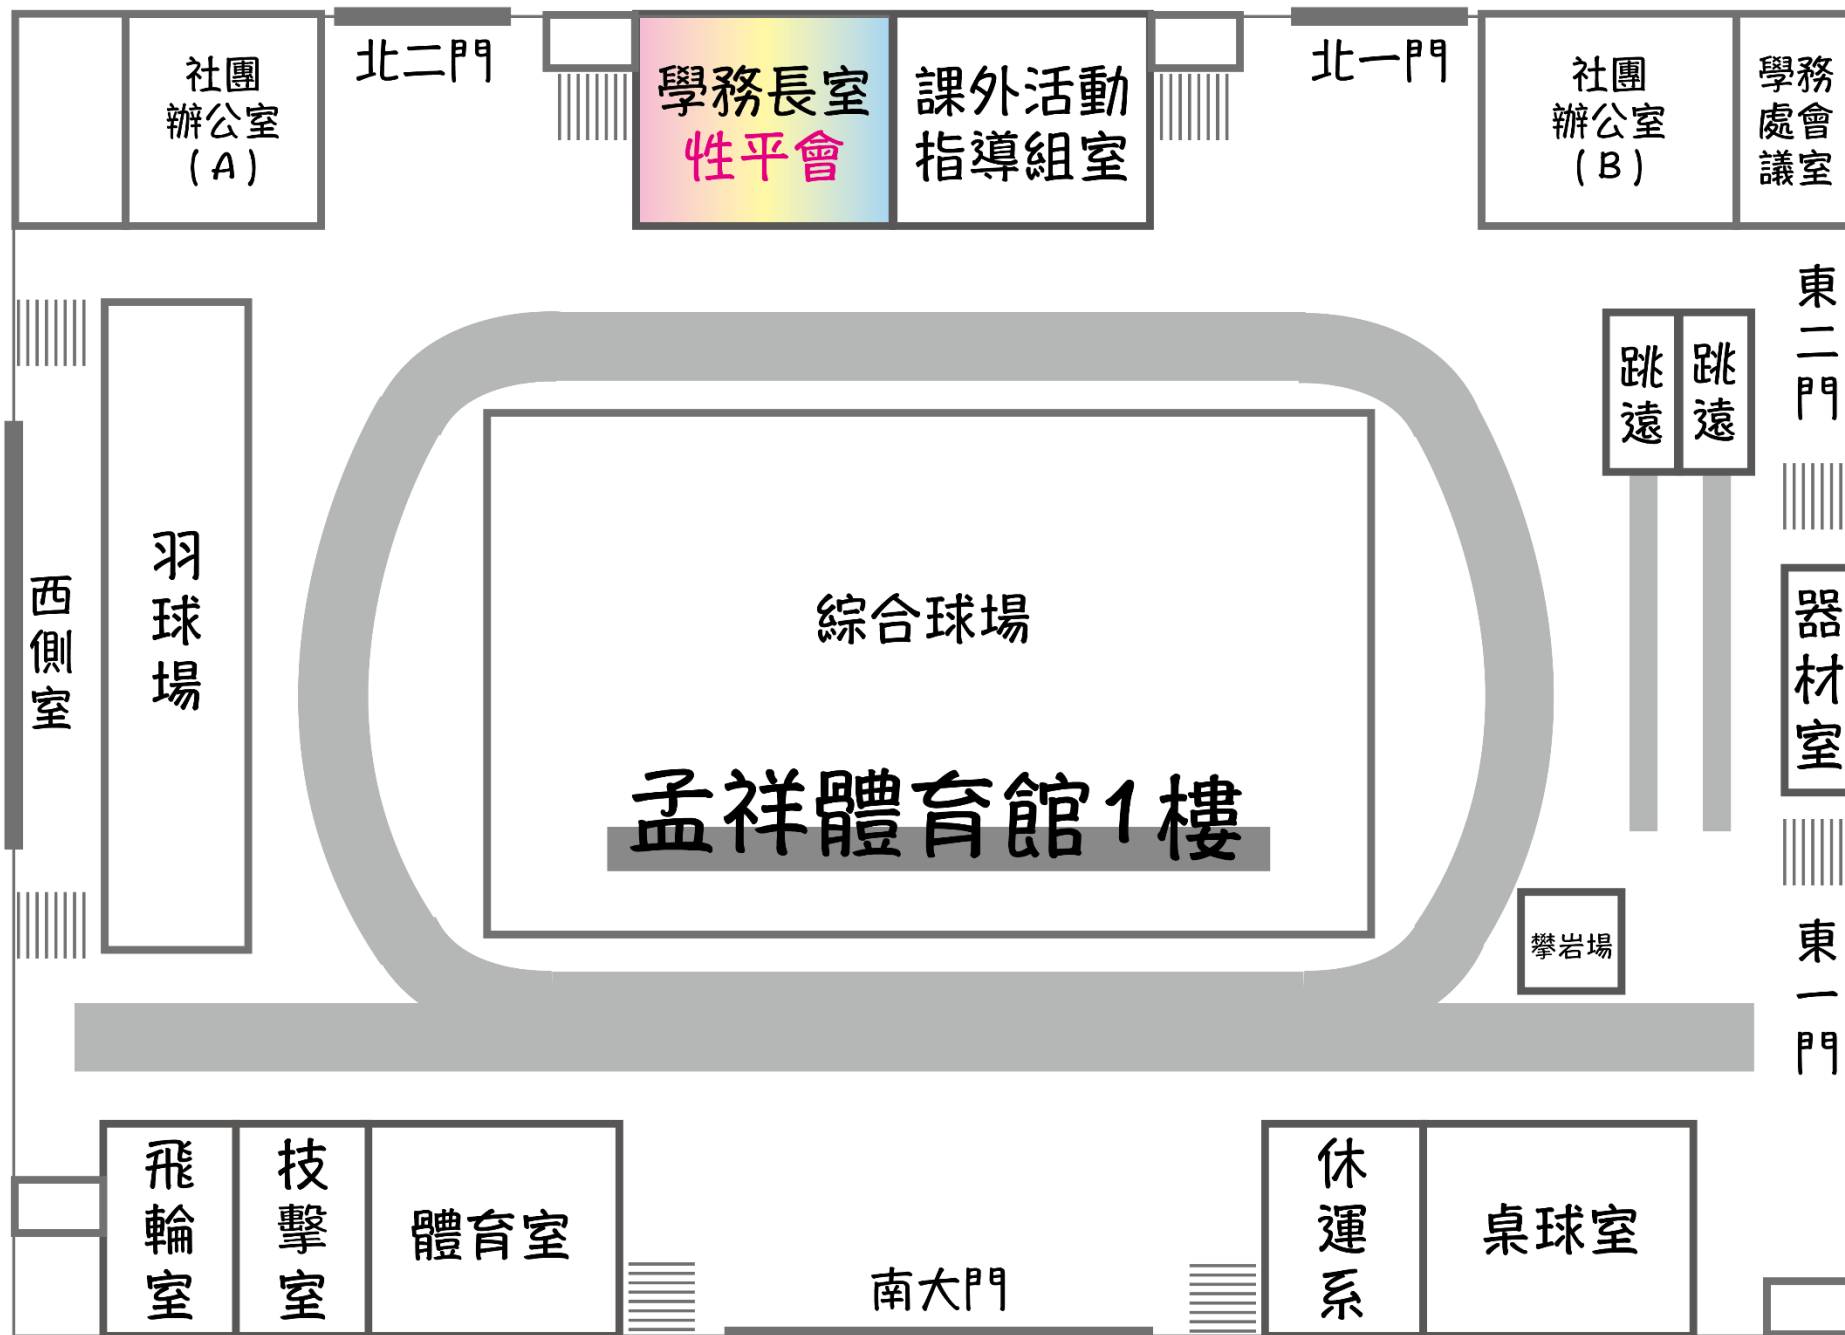 社團
辦公室
(A)
北二門
學務長室
性平會
課外活動
指導組室
北一門
社團
辦公室
(B)
學務
處會
議室
東二門
跳遠
跳遠
羽球場
西側室
綜合球場
器材室
孟祥體育館1樓
攀岩場
東一門
飛輪室
技擊室
體育室
南大門
休運系
桌球室